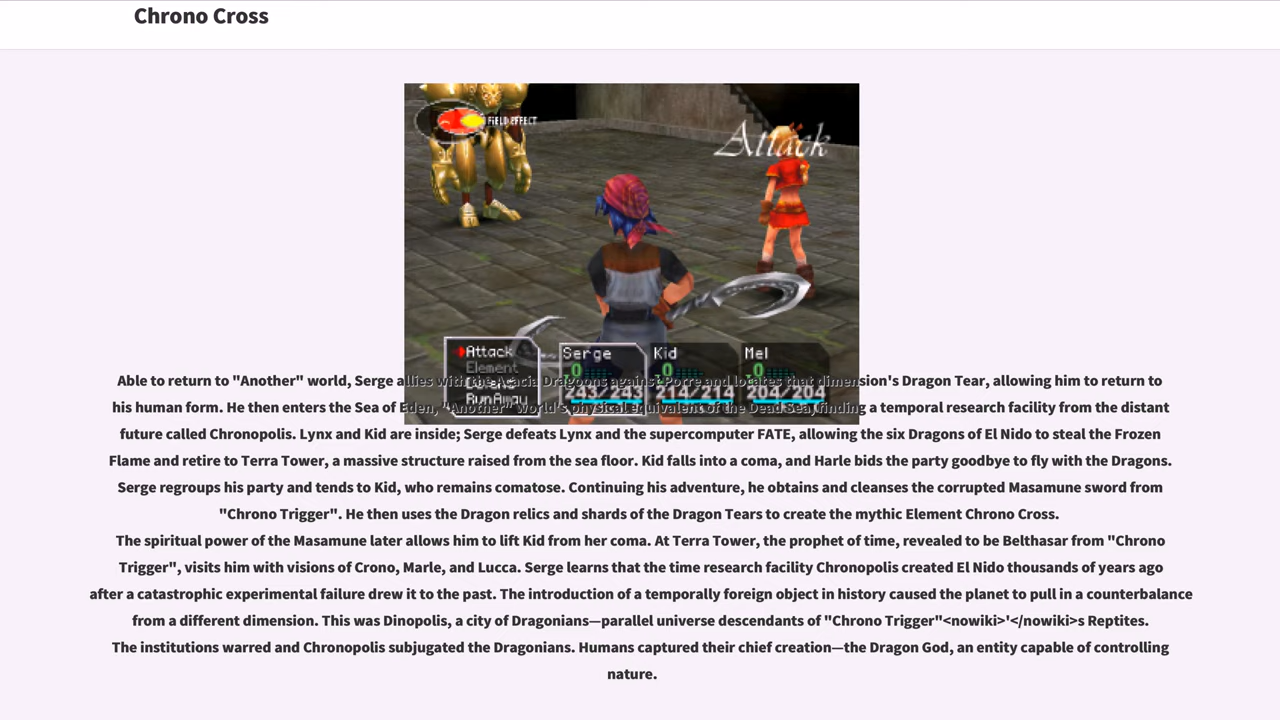 Chrono Cross
FiELD EFFECT
Attack
Attack
Element
RunAway
Serge
0
243/243
Kid
0
214/214
Mel
0
204/204
Able to return to "Another" world, Serge allies with the Acacia Dragoons against Porre and locates that dimension's Dragon Tear, allowing him to return to
his human form. He then enters the Sea of Eden, "Another" world's physical equivalent of the Dead Sea, finding a temporal research facility from the distant
future called Chronopolis. Lynx and Kid are inside; Serge defeats Lynx and the supercomputer FATE, allowing the six Dragons of El Nido to steal the Frozen
Flame and retire to Terra Tower, a massive structure raised from the sea floor. Kid falls into a coma, and Harle bids the party goodbye to fly with the Dragons.
Serge regroups his party and tends to Kid, who remains comatose. Continuing his adventure, he obtains and cleanses the corrupted Masamune sword from
"Chrono Trigger". He then uses the Dragon relics and shards of the Dragon Tears to create the mythic Element Chrono Cross.
The spiritual power of the Masamune later allows him to lift Kid from her coma. At Terra Tower, the prophet of time, revealed to be Belthasar from "Chrono
Trigger", visits him with visions of Crono, Marle, and Lucca. Serge learns that the time research facility Chronopolis created El Nido thousands of years ago
after a catastrophic experimental failure drew it to the past. The introduction of a temporally foreign object in history caused the planet to pull in a counterbalance
from a different dimension. This was Dinopolis, a city of Dragonians—parallel universe descendants of "Chrono Trigger"<nowiki>'</nowiki>s Reptites.
The institutions warred and Chronopolis subjugated the Dragonians. Humans captured their chief creation—the Dragon God, an entity capable of controlling
nature.